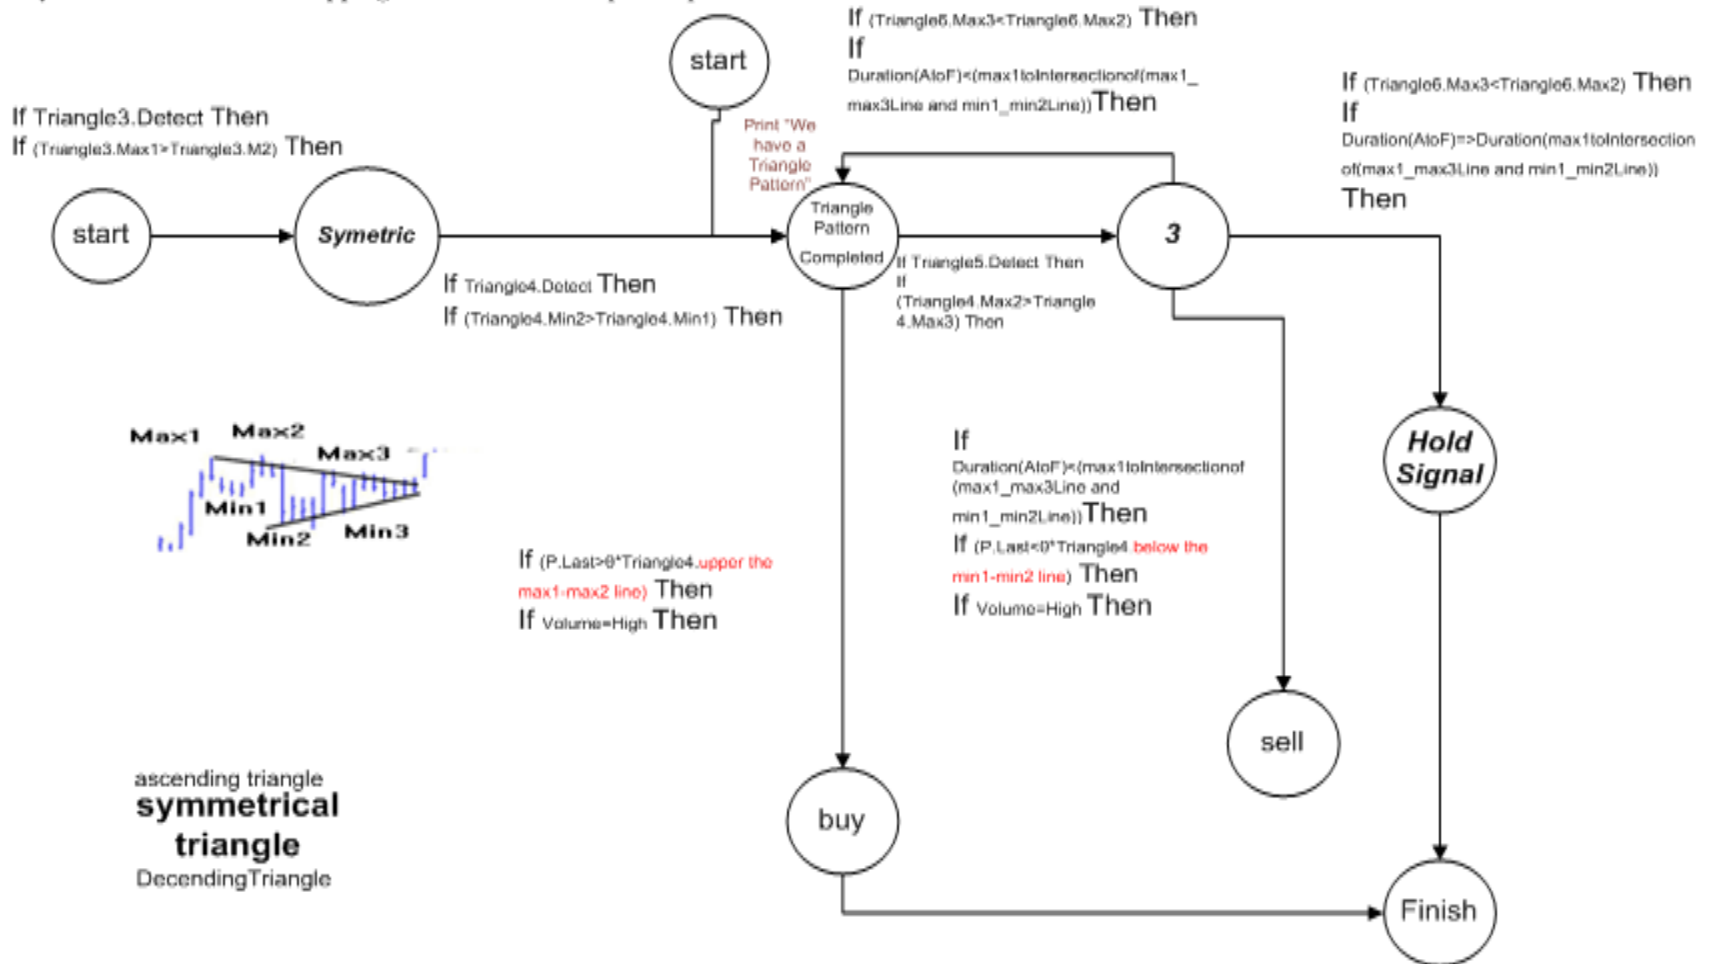 start
If (Triangle6.Max3<Triangle6.Max2) Then
If
Duration(AtoF)<(max1toIntersectionof(max1_
max3Line and min1_min2Line))Then
If (Triangle6.Max3<Triangle6.Max2) Then
If
Duration(AtoF)=>Duration(max1toIntersection
of(max1_max3Line and min1_min2Line))
Then
If Triangle3.Detect Then
If (Triangle3.Max1>Triangle3.M2) Then
Print "We
have a
Triangle
Pattern"
start
Symetric
Triangle
Pattern
Completed
3
If Triangle4.Detect Then
If (Triangle4.Min2>Triangle4.Min1) Then
If Triangle5.Detect Then
If
(Triangle4.Max2>Triangle
4.Max3) Then
Max1
Max2
Max3
Min1
Min2
Min3
Hold
Signal
If
Duration(AtoF)<(max1toIntersectionof
(max1_max3Line and
min1_min2Line))Then
If (P.Last<θ*Triangle4.below the
min1-min2 line) Then
If Volume=High Then
If (P.Last>θ*Triangle4.upper the
max1-max2 line) Then
If Volume=High Then
sell
ascending triangle
symmetrical
triangle
DecendingTriangle
buy
Finish